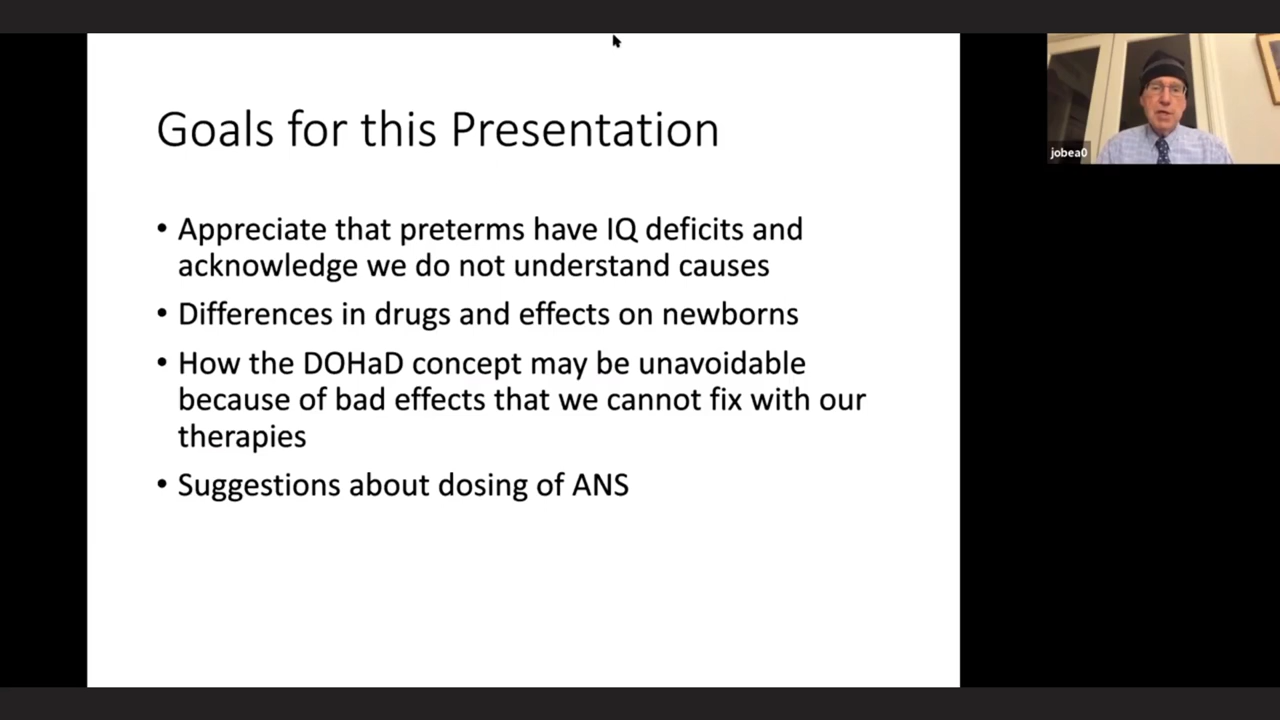 Goals for this Presentation
• Appreciate that preterms have IQ deficits and
acknowledge we do not understand causes
• Differences in drugs and effects on newborns
• How the DOHaD concept may be unavoidable
because of bad effects that we cannot fix with our
therapies
• Suggestions about dosing of ANS
jobea0